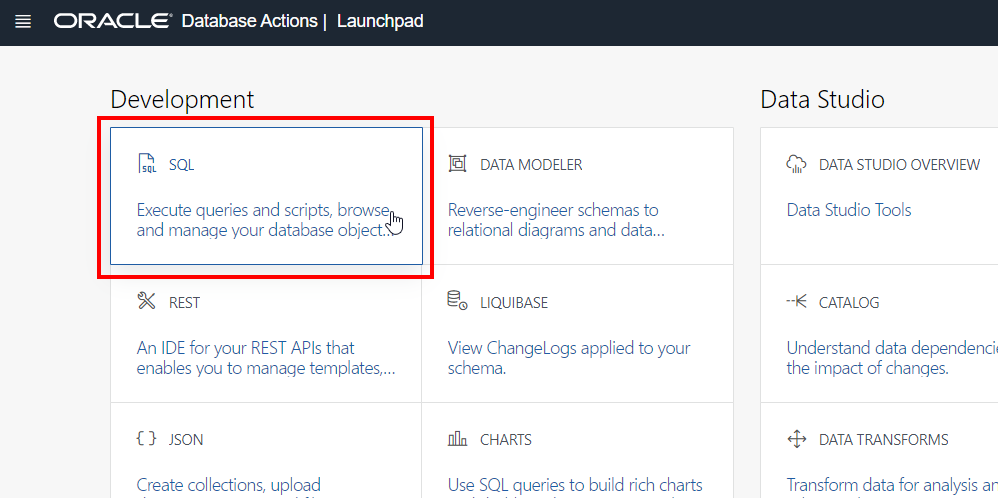 ORACLE Database Actions | Launchpad
Development
SQL
SQL
Execute queries and scripts, browse
and manage your database object...
DATA MODELER
Reverse-engineer schemas to
relational diagrams and data...
REST
An IDE for your REST APIs that
enables you to manage templates,...
LIQUIBASE
View ChangeLogs applied to your
schema.
{} JSON
Create collections, upload
CHARTS
Use SQL queries to build rich charts
Data Studio
DATA STUDIO OVERVIEW
Data Studio Tools
CATALOG
Understand data dependencie
the impact of changes.
DATA TRANSFORMS
Transform data for analysis an